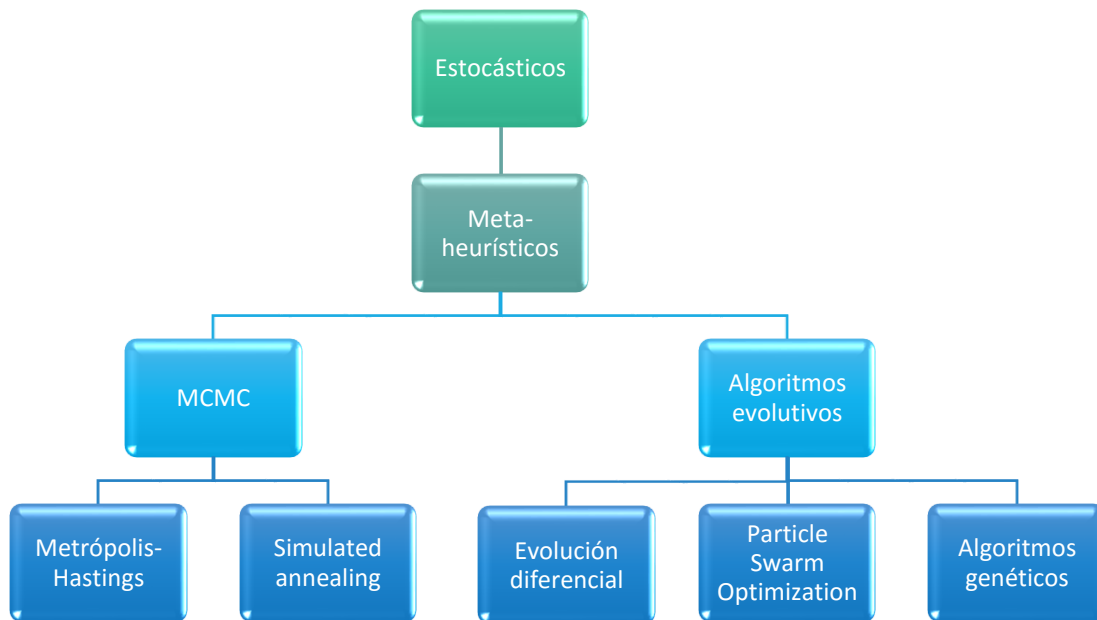 Estocásticos
Meta-
heurísticos
MCMC
Algoritmos
evolutivos
Metrópolis-
Hastings
Simulated
annealing
Evolución
diferencial
Particle
Swarm
Optimization
Algoritmos
genéticos